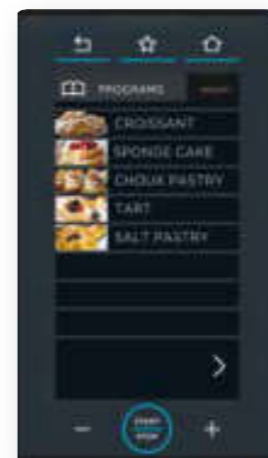 PROGRAMS
CROISSANT
SPONGE CAKE
CHOUX PASTRY
TART
SALT PASTRY
START
STOP